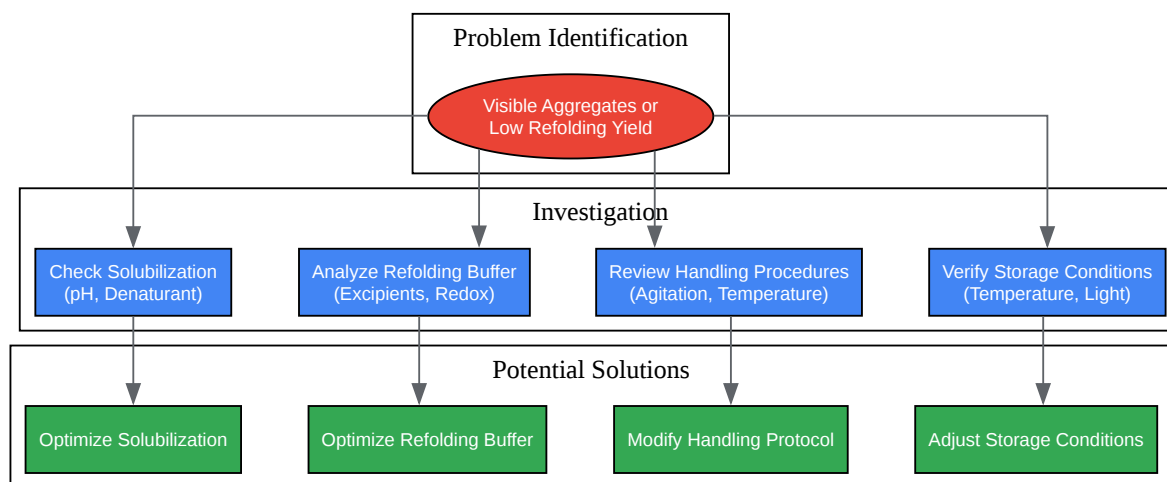 Problem Identification
Visible Aggregates or
Low Refolding Yield
Investigation
Check Solubilization
(pH, Denaturant)
Analyze Refolding Buffer
(Excipients, Redox)
Review Handling Procedures
(Agitation, Temperature)
Verify Storage Conditions
(Temperature, Light)
Potential Solutions
Optimize Solubilization
Optimize Refolding Buffer
Modify Handling Protocol
Adjust Storage Conditions